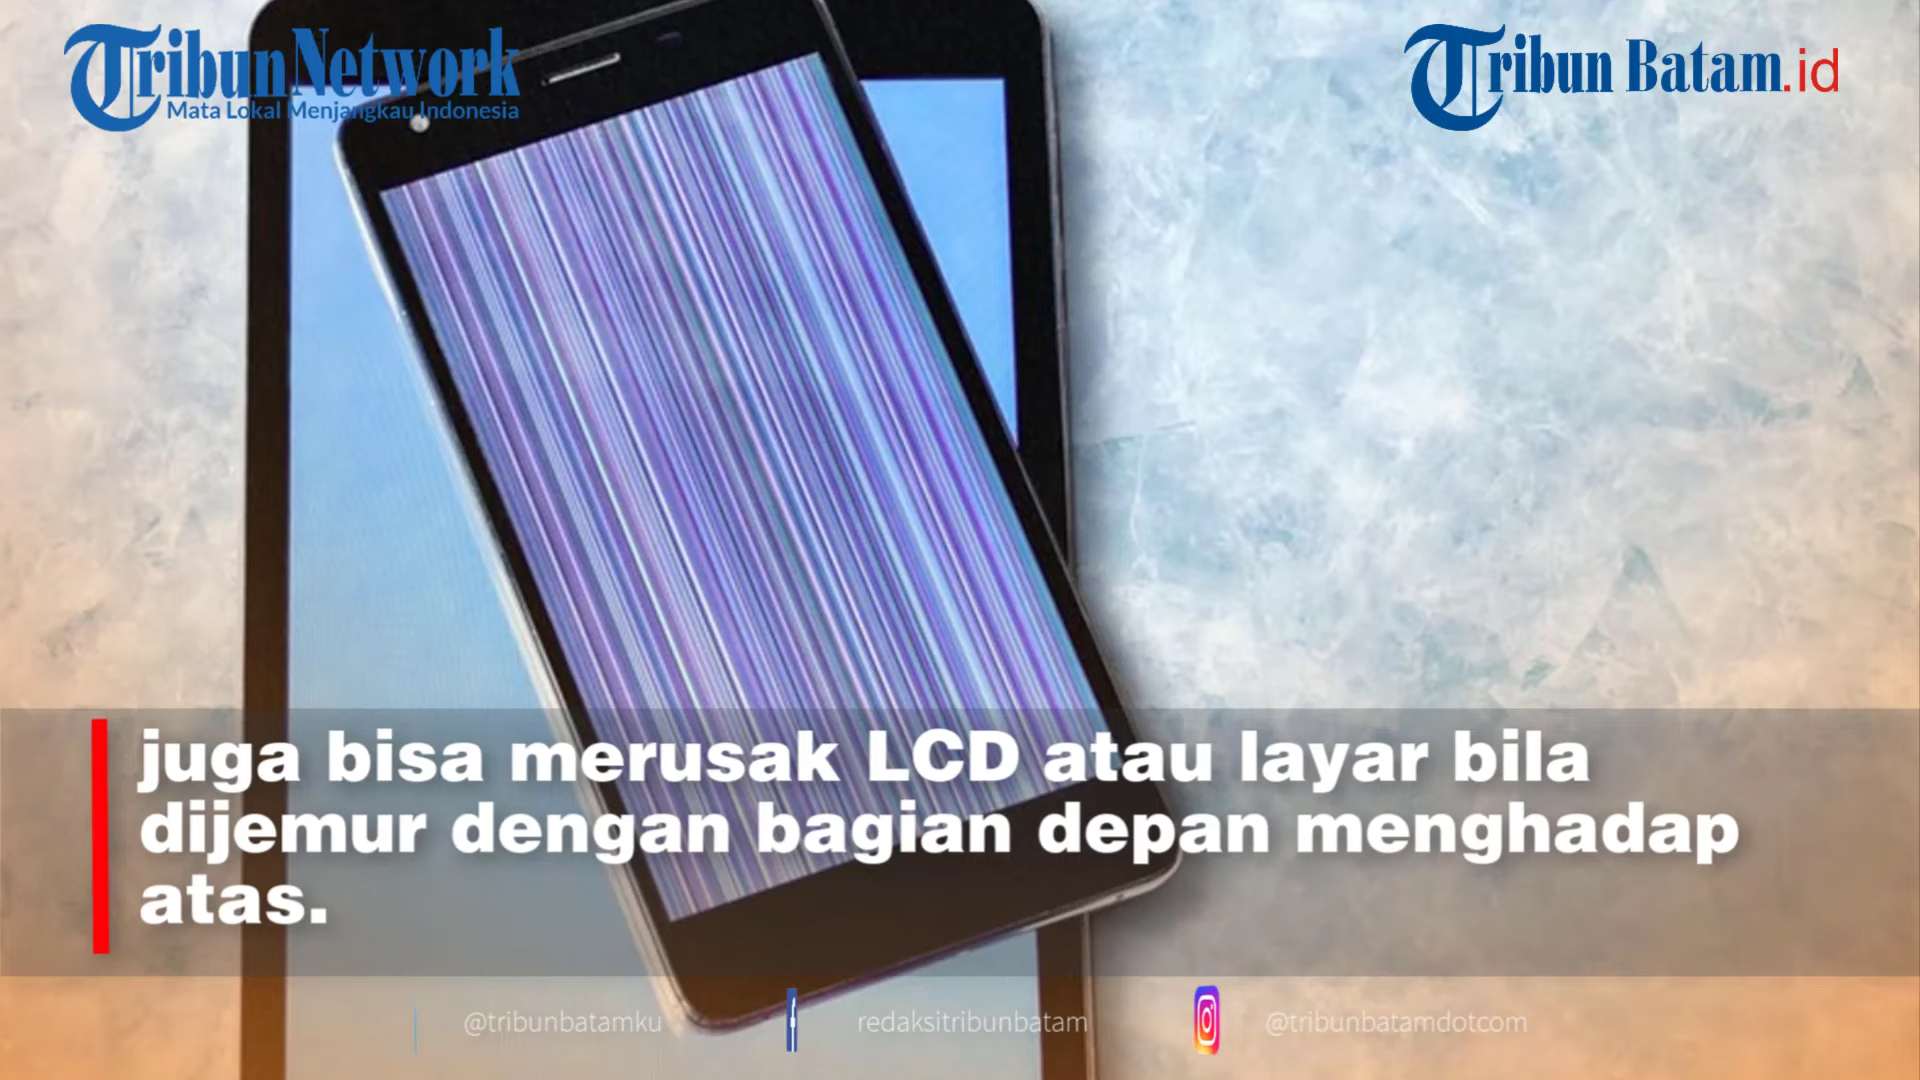 TribunNetwork
Mata Lokal Menjangkau Indonesia
Tribun Batam.id
juga bisa merusak LCD atau layar bila
dijemur dengan bagian depan menghadap
atas.
@tribunbatamku
redaksitribunbatam
@tribunbatamdotcom